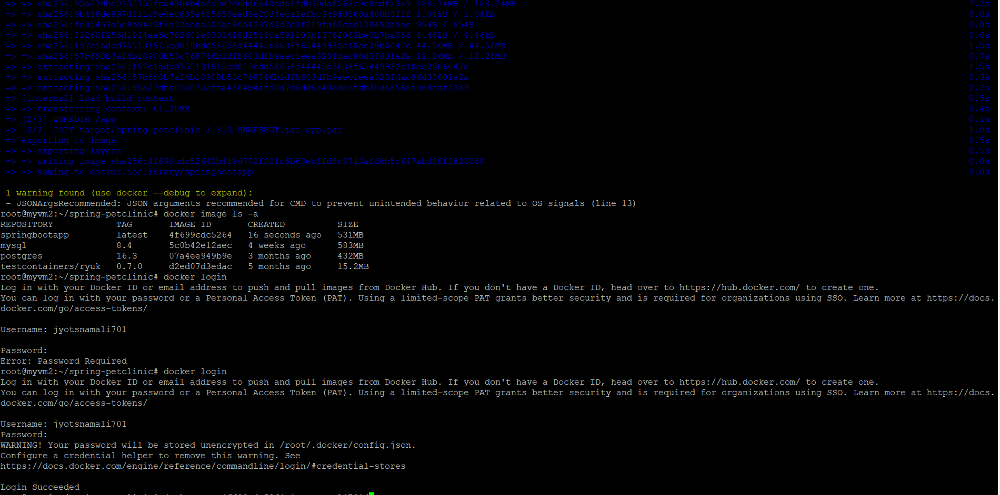 => => sha256:95a27dbe0150755fca4304b4afd0d7d6dd6a40ede6fdb30da8568e9e8cdf23a9 188.74MB / 188.74MB 7.2s
=> => sha256:9b448de897d211c9e0ec635a485650aed6e28d4eca1efbc34940560a480b3f1f 1.04kB / 1.04kB 0.0s
=> => sha256:fe05457a5e9b9403f8e72eeba507ae80a4237d2d2d3f219fa62ceb128482a9ee 954B / 954B 0.0s
=> => sha256:71260f256d19f4ae5c762601e5301418d2516ca591103b1376f063be0b7ba056 4.46kB / 4.46kB 0.0s
=> => sha256:197c1adcd755131915cd019bdd58658d44445b3638f65449932c18ee39b6047c 44.56MB / 44.56MB 1.5s
=> => sha256:57b698b7af4b18900b53c768746b1dfb603dfb9aec1eea328fdac86d37001e2a 12.26MB / 12.26MB 0.7s
=> => extracting sha256:197c1adcd755131915cd019bdd58658d44445b3638f65449932c18ee39b6047c 1.5s
=> => extracting sha256:57b698b7af4b18900b53c768746b1dfb603dfb9aec1eea328fdac86d37001e2a 0.3s
=> => extracting sha256:95a27dbe0150755fca4304b4afd0d7d6dd6a40ede6fdb30da8568e9e8cdf23a9 2.2s
=> [internal] load build context 0.5s
=> => transferring context: 61.20MB 0.4s
=> [2/3] WORKDIR /app 0.1s
=> [3/3] COPY target/spring-petclinic-3.3.0-SNAPSHOT.jar app.jar 1.0s
=> exporting to image 0.5s
=> => exporting layers 0.5s
=> => writing image sha256:4f699cdc52640b419d702f801c5b63eb1fd8c8713afd6b5c647abd88f3828268 0.0s
=> => naming to docker.io/library/springbootapp 0.0s
1 warning found (use docker --debug to expand):
- JSONArgsRecommended: JSON arguments recommended for CMD to prevent unintended behavior related to OS signals (line 13)
root@myvm2:~/spring-petclinic# docker image ls -a
REPOSITORY TAG IMAGE ID CREATED SIZE
springbootapp latest 4f699cdc5264 16 seconds ago 531MB
mysql 8.4 5c0b42e12aec 4 weeks ago 583MB
postgres 16.3 07a4ee949b9e 3 months ago 432MB
testcontainers/ryuk 0.7.0 d2ed07d3edac 5 months ago 15.2MB
root@myvm2:~/spring-petclinic# docker login
Log in with your Docker ID or email address to push and pull images from Docker Hub. If you don't have a Docker ID, head over to https://hub.docker.com/ to create one.
You can log in with your password or a Personal Access Token (PAT). Using a limited-scope PAT grants better security and is required for organizations using SSO. Learn more at https://docs.
docker.com/go/access-tokens/
Username: jyotsnamali701
Password:
Error: Password Required
root@myvm2:~/spring-petclinic# docker login
Log in with your Docker ID or email address to push and pull images from Docker Hub. If you don't have a Docker ID, head over to https://hub.docker.com/ to create one.
You can log in with your password or a Personal Access Token (PAT). Using a limited-scope PAT grants better security and is required for organizations using SSO. Learn more at https://docs.
docker.com/go/access-tokens/
Username: jyotsnamali701
Password:
WARNING! Your password will be stored unencrypted in /root/.docker/config.json.
Configure a credential helper to remove this warning. See
https://docs.docker.com/engine/reference/commandline/login/#credential-stores
Login Succeeded